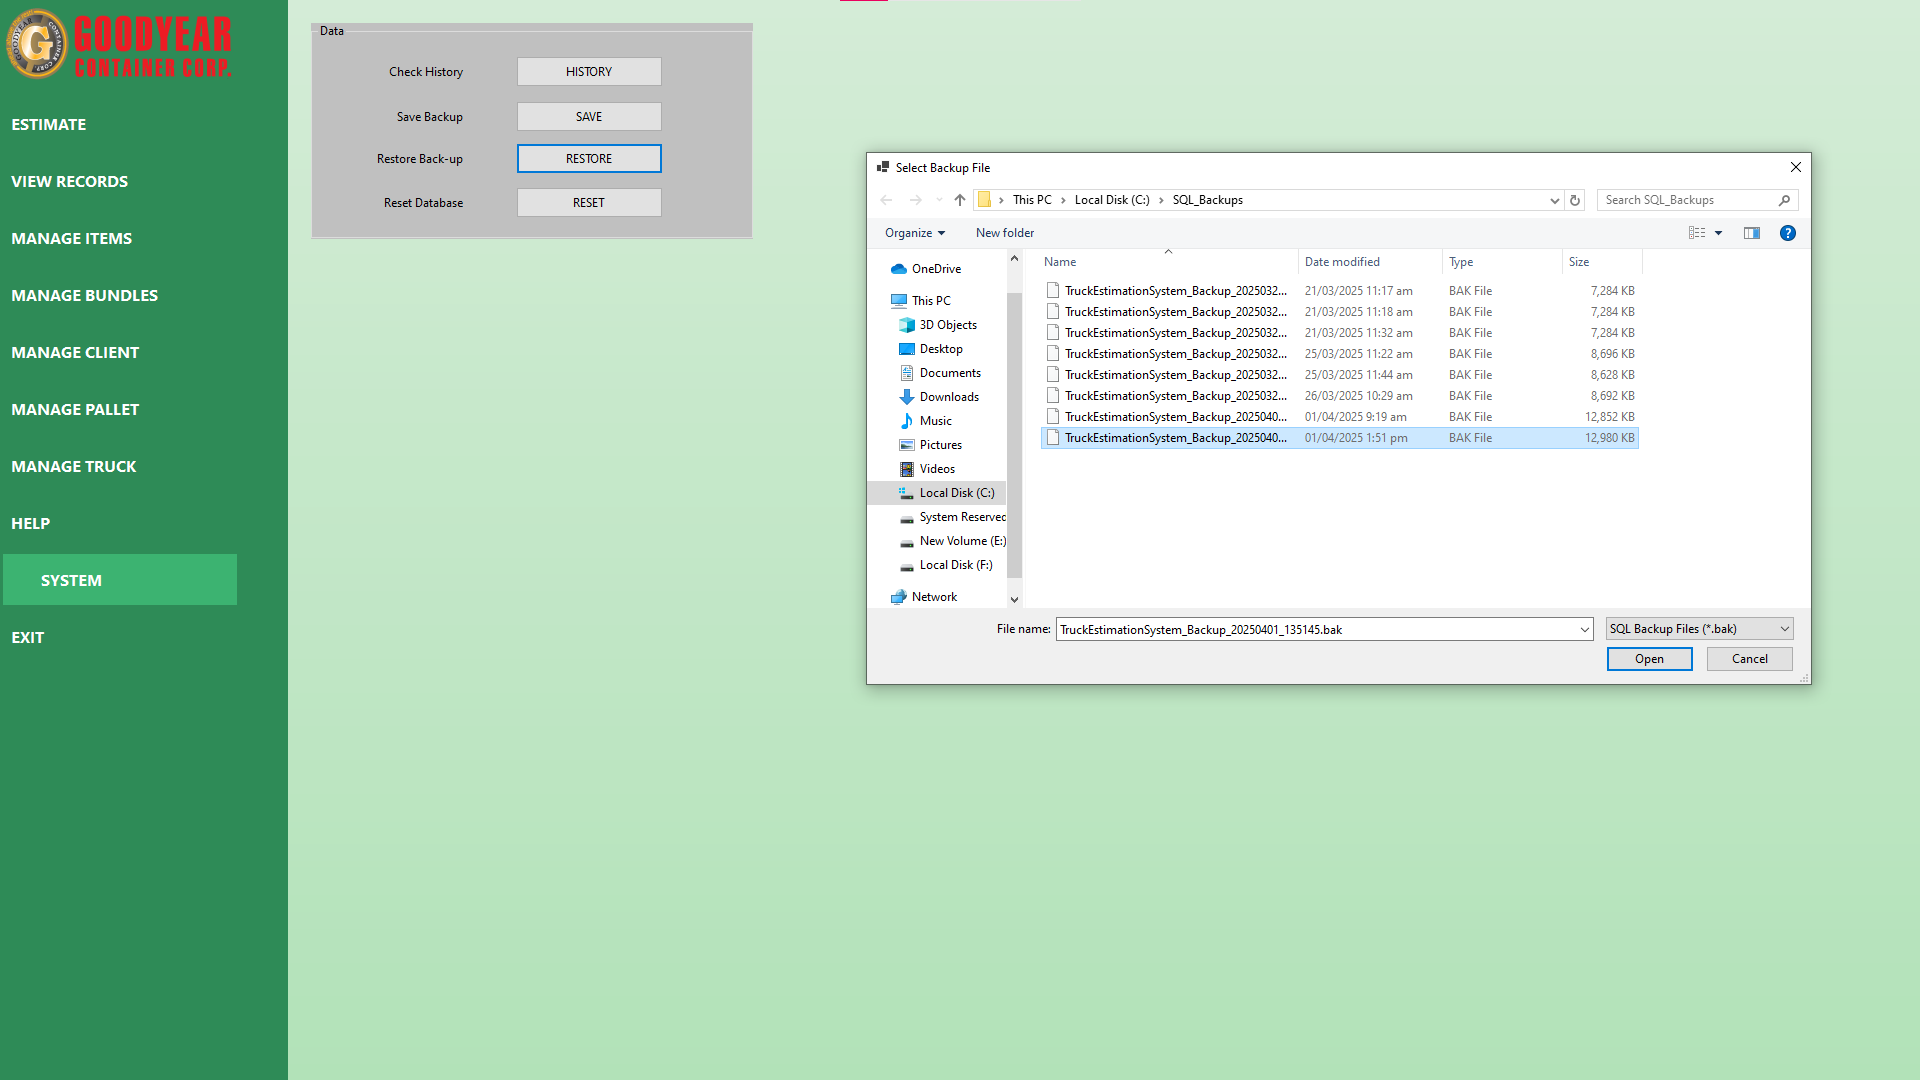 GOODYEAR
CONTAINER CORP.
ESTIMATE
VIEW RECORDS
MANAGE ITEMS
MANAGE BUNDLES
MANAGE CLIENT
MANAGE PALLET
MANAGE TRUCK
HELP
SYSTEM
EXIT
Data
Check History HISTORY
Save Backup SAVE
Restore Back-up RESTORE
Reset Database RESET
Select Backup File
This PC > Local Disk (C:) > SQL_Backups
Search SQL_Backups
Organize New folder
OneDrive
This PC
3D Objects
Desktop
Documents
Downloads
Music
Pictures
Videos
Local Disk (C:)
System Reserved
New Volume (E:)
Local Disk (F:)
Network
Name Date modified Type Size
TruckEstimationSystem_Backup_202503​2... 21/03/2025 11:17 am BAK File 7,284 KB
TruckEstimationSystem_Backup_2025032... 21/03/2025 11:18 am BAK File 7,284 KB
TruckEstimationSystem_Backup_2025032... 21/03/2025 11:32 am BAK File 7,284 KB
TruckEstimationSystem_Backup_2025032... 25/03/2025 11:22 am BAK File 8,696 KB
TruckEstimationSystem_Backup_2025032... 25/03/2025 11:44 am BAK File 8,628 KB
TruckEstimationSystem_Backup_2025032... 26/03/2025 10:29 am BAK File 8,692 KB
TruckEstimationSystem_Backup_2025040... 01/04/2025 9:19 am BAK File 12,852 KB
TruckEstimationSystem_Backup_2025040... 01/04/2025 1:51 pm BAK File 12,980 KB
File name: TruckEstimationSystem_Backup_20250401_135145.bak
SQL Backup Files (*.bak)
Open Cancel